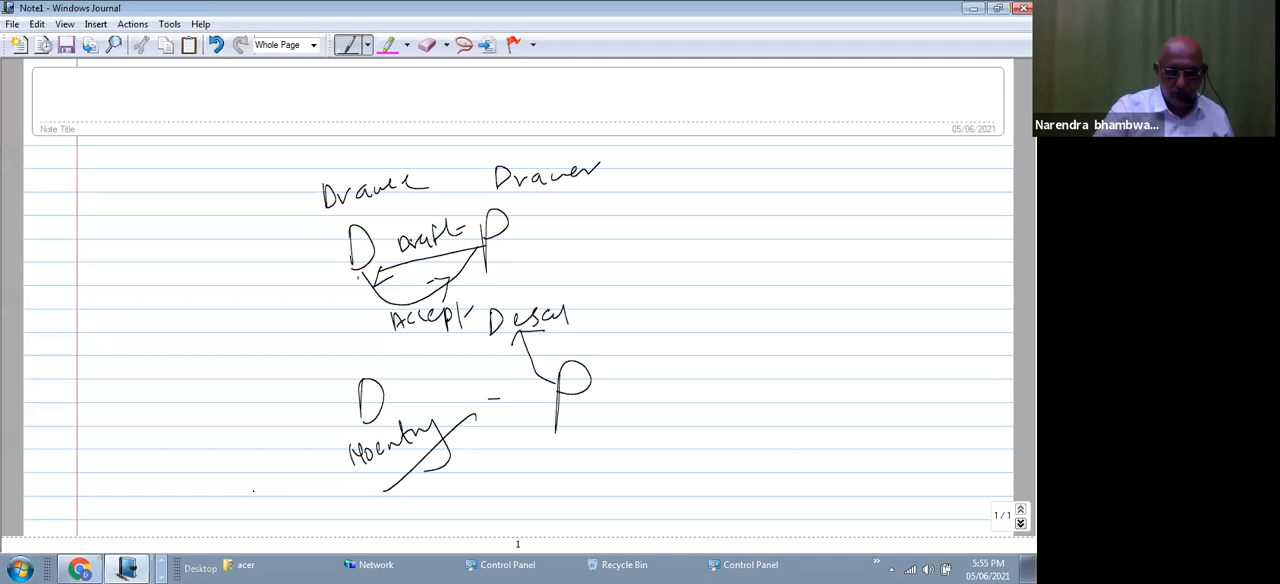 Note1 - Windows Journal
File Edit View Insert Actions Tools Help
Whole Page
Narendra bhambwa...
Note Title
05/06/2021
Drawee Drawer
D Draft P
Accept
D - P
No entry
1 / 1
1
Desktop acer Network Control Panel Recycle Bin Control Panel
5:55 PM
05/06/2021